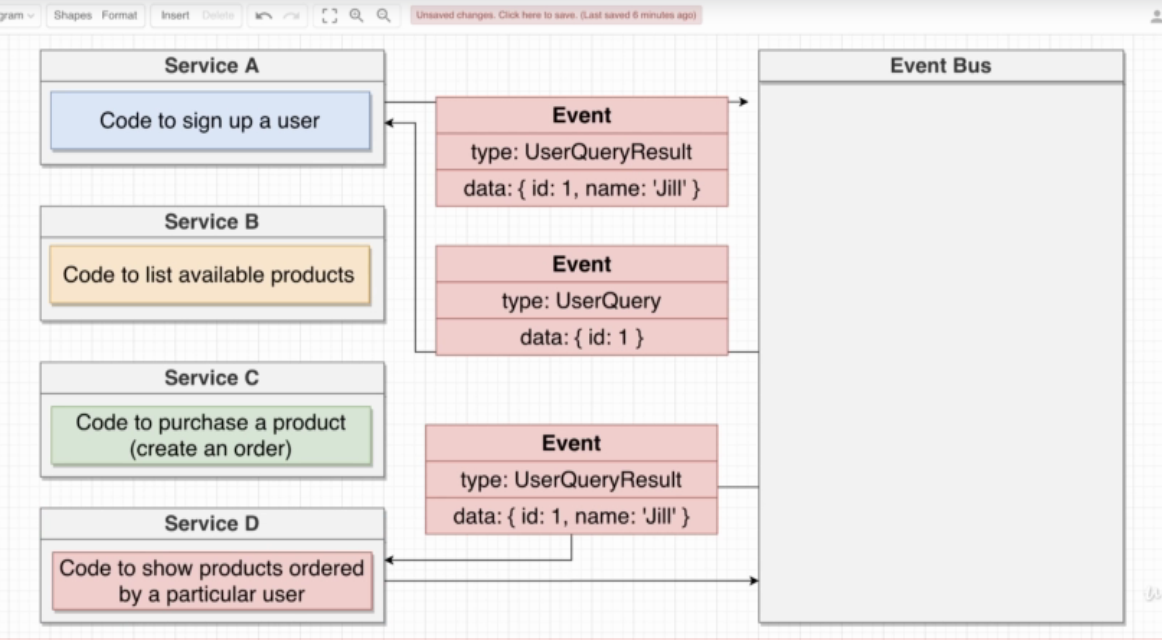 gram Shapes Format Insert Delete Unsaved changes. Click here to save. (Last saved 6 minutes ago)
Service A
Code to sign up a user
Service B
Code to list available products
Service C
Code to purchase a product
(create an order)
Service D
Code to show products ordered
by a particular user
Event
type: UserQueryResult
data: { id: 1, name: 'Jill' }
Event
type: UserQuery
data: { id: 1 }
Event
type: UserQueryResult
data: { id: 1, name: 'Jill' }
Event Bus